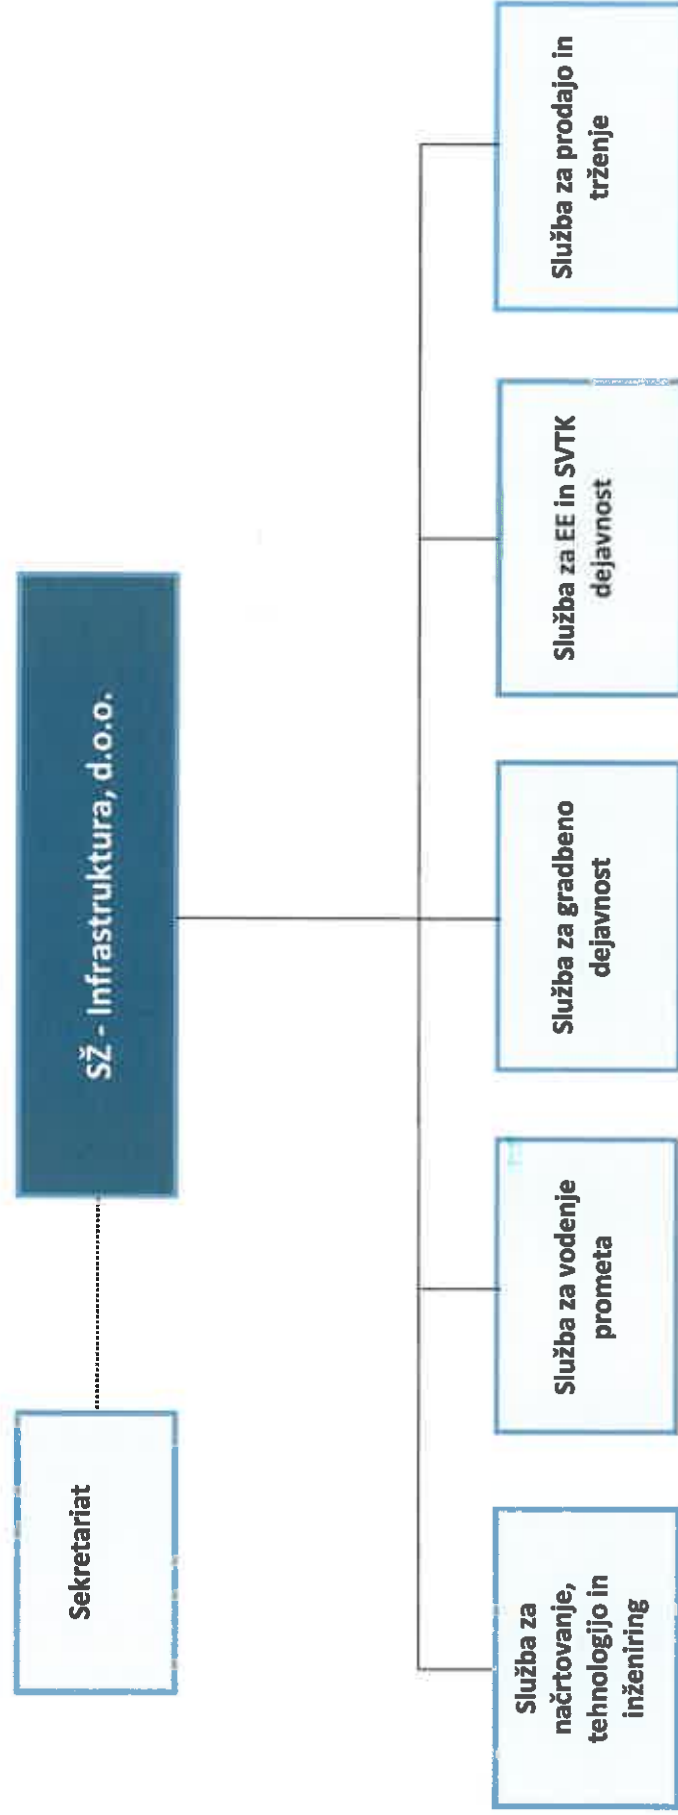 Sekretariat
SŽ - Infrastruktura, d.o.o.
Služba za
načrtovanje,
tehnologijo in
inženiring
Služba za vodenje
prometa
Služba za gradbeno
dejavnost
Služba za EE in SVTK
dejavnost
Služba za prodajo in
trženje